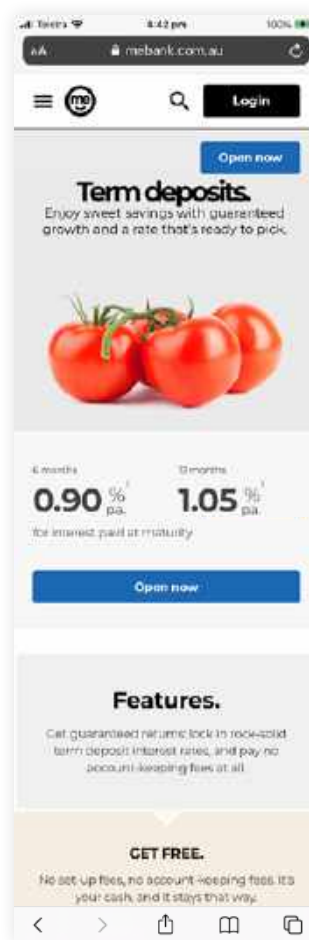 Telstra 4:42 pm 100%
AA mebank.com.au
me Login
Open now
Term deposits.
Enjoy sweet savings with guaranteed
growth and a rate that's ready to pick.
6 months 12 months
0.90 % pa. 1.05 % pa.
for interest paid at maturity
Open now
Features.
Get guaranteed returns: lock in rock-solid
term deposit interest rates, and pay no
account-keeping fees at all.
GET FREE.
No set-up fees, no account-keeping fees. It's
your cash, and it stays that way.